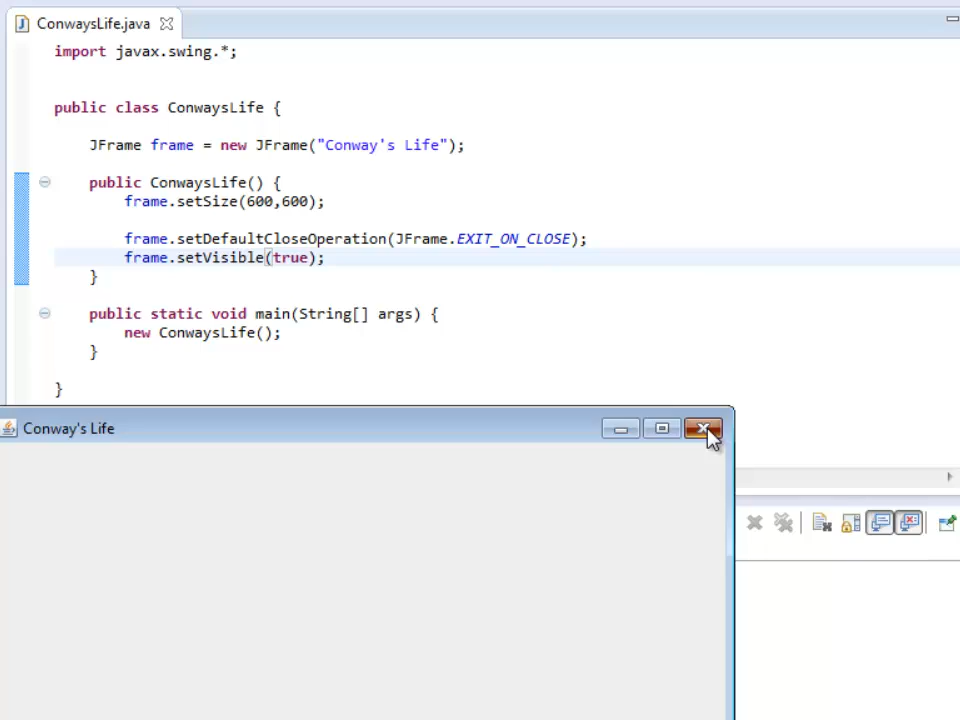 ConwaysLife.java
import javax.swing.*;
public class ConwaysLife {
JFrame frame = new JFrame("Conway's Life");
public ConwaysLife() {
frame.setSize(600,600);
frame.setDefaultCloseOperation(JFrame.EXIT_ON_CLOSE);
frame.setVisible(true);
}
public static void main(String[] args) {
new ConwaysLife();
}
}
Conway's Life